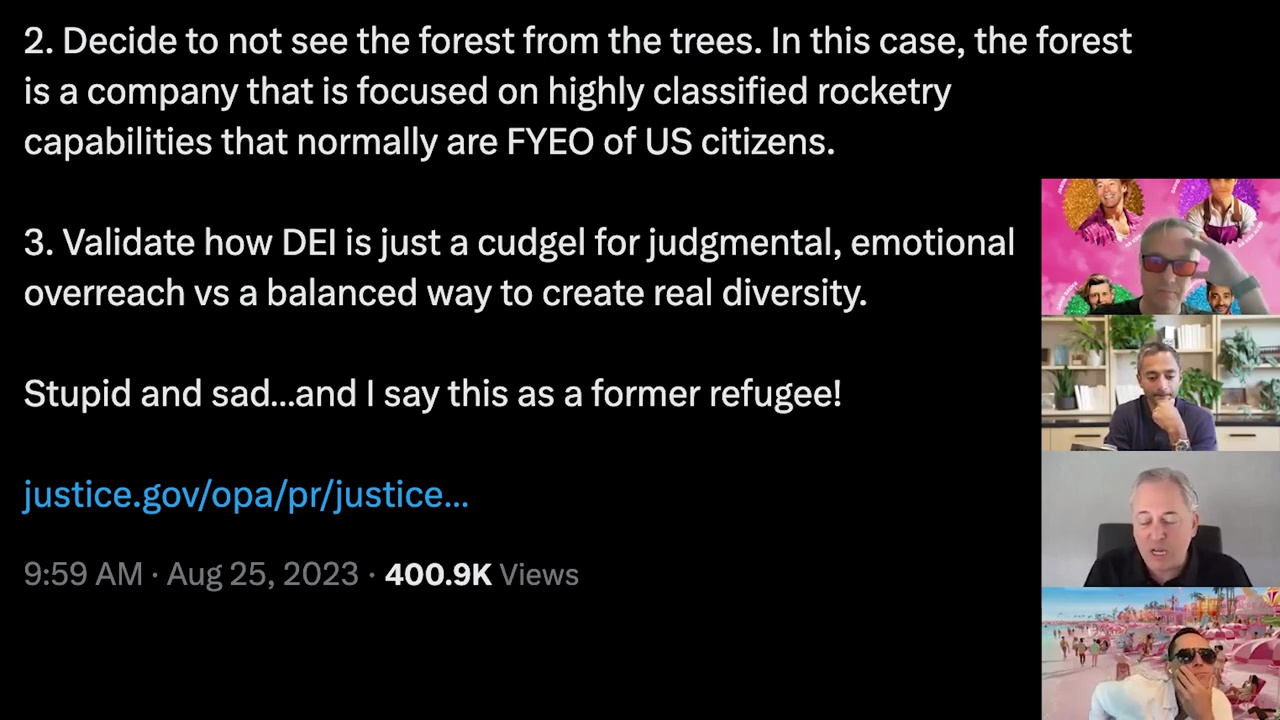 2. Decide to not see the forest from the trees. In this case, the forest
is a company that is focused on highly classified rocketry
capabilities that normally are FYEO of US citizens.
3. Validate how DEI is just a cudgel for judgmental, emotional
overreach vs a balanced way to create real diversity.
Stupid and sad...and I say this as a former refugee!
justice.gov/opa/pr/justice...
9:59 AM · Aug 25, 2023 · 400.9K Views